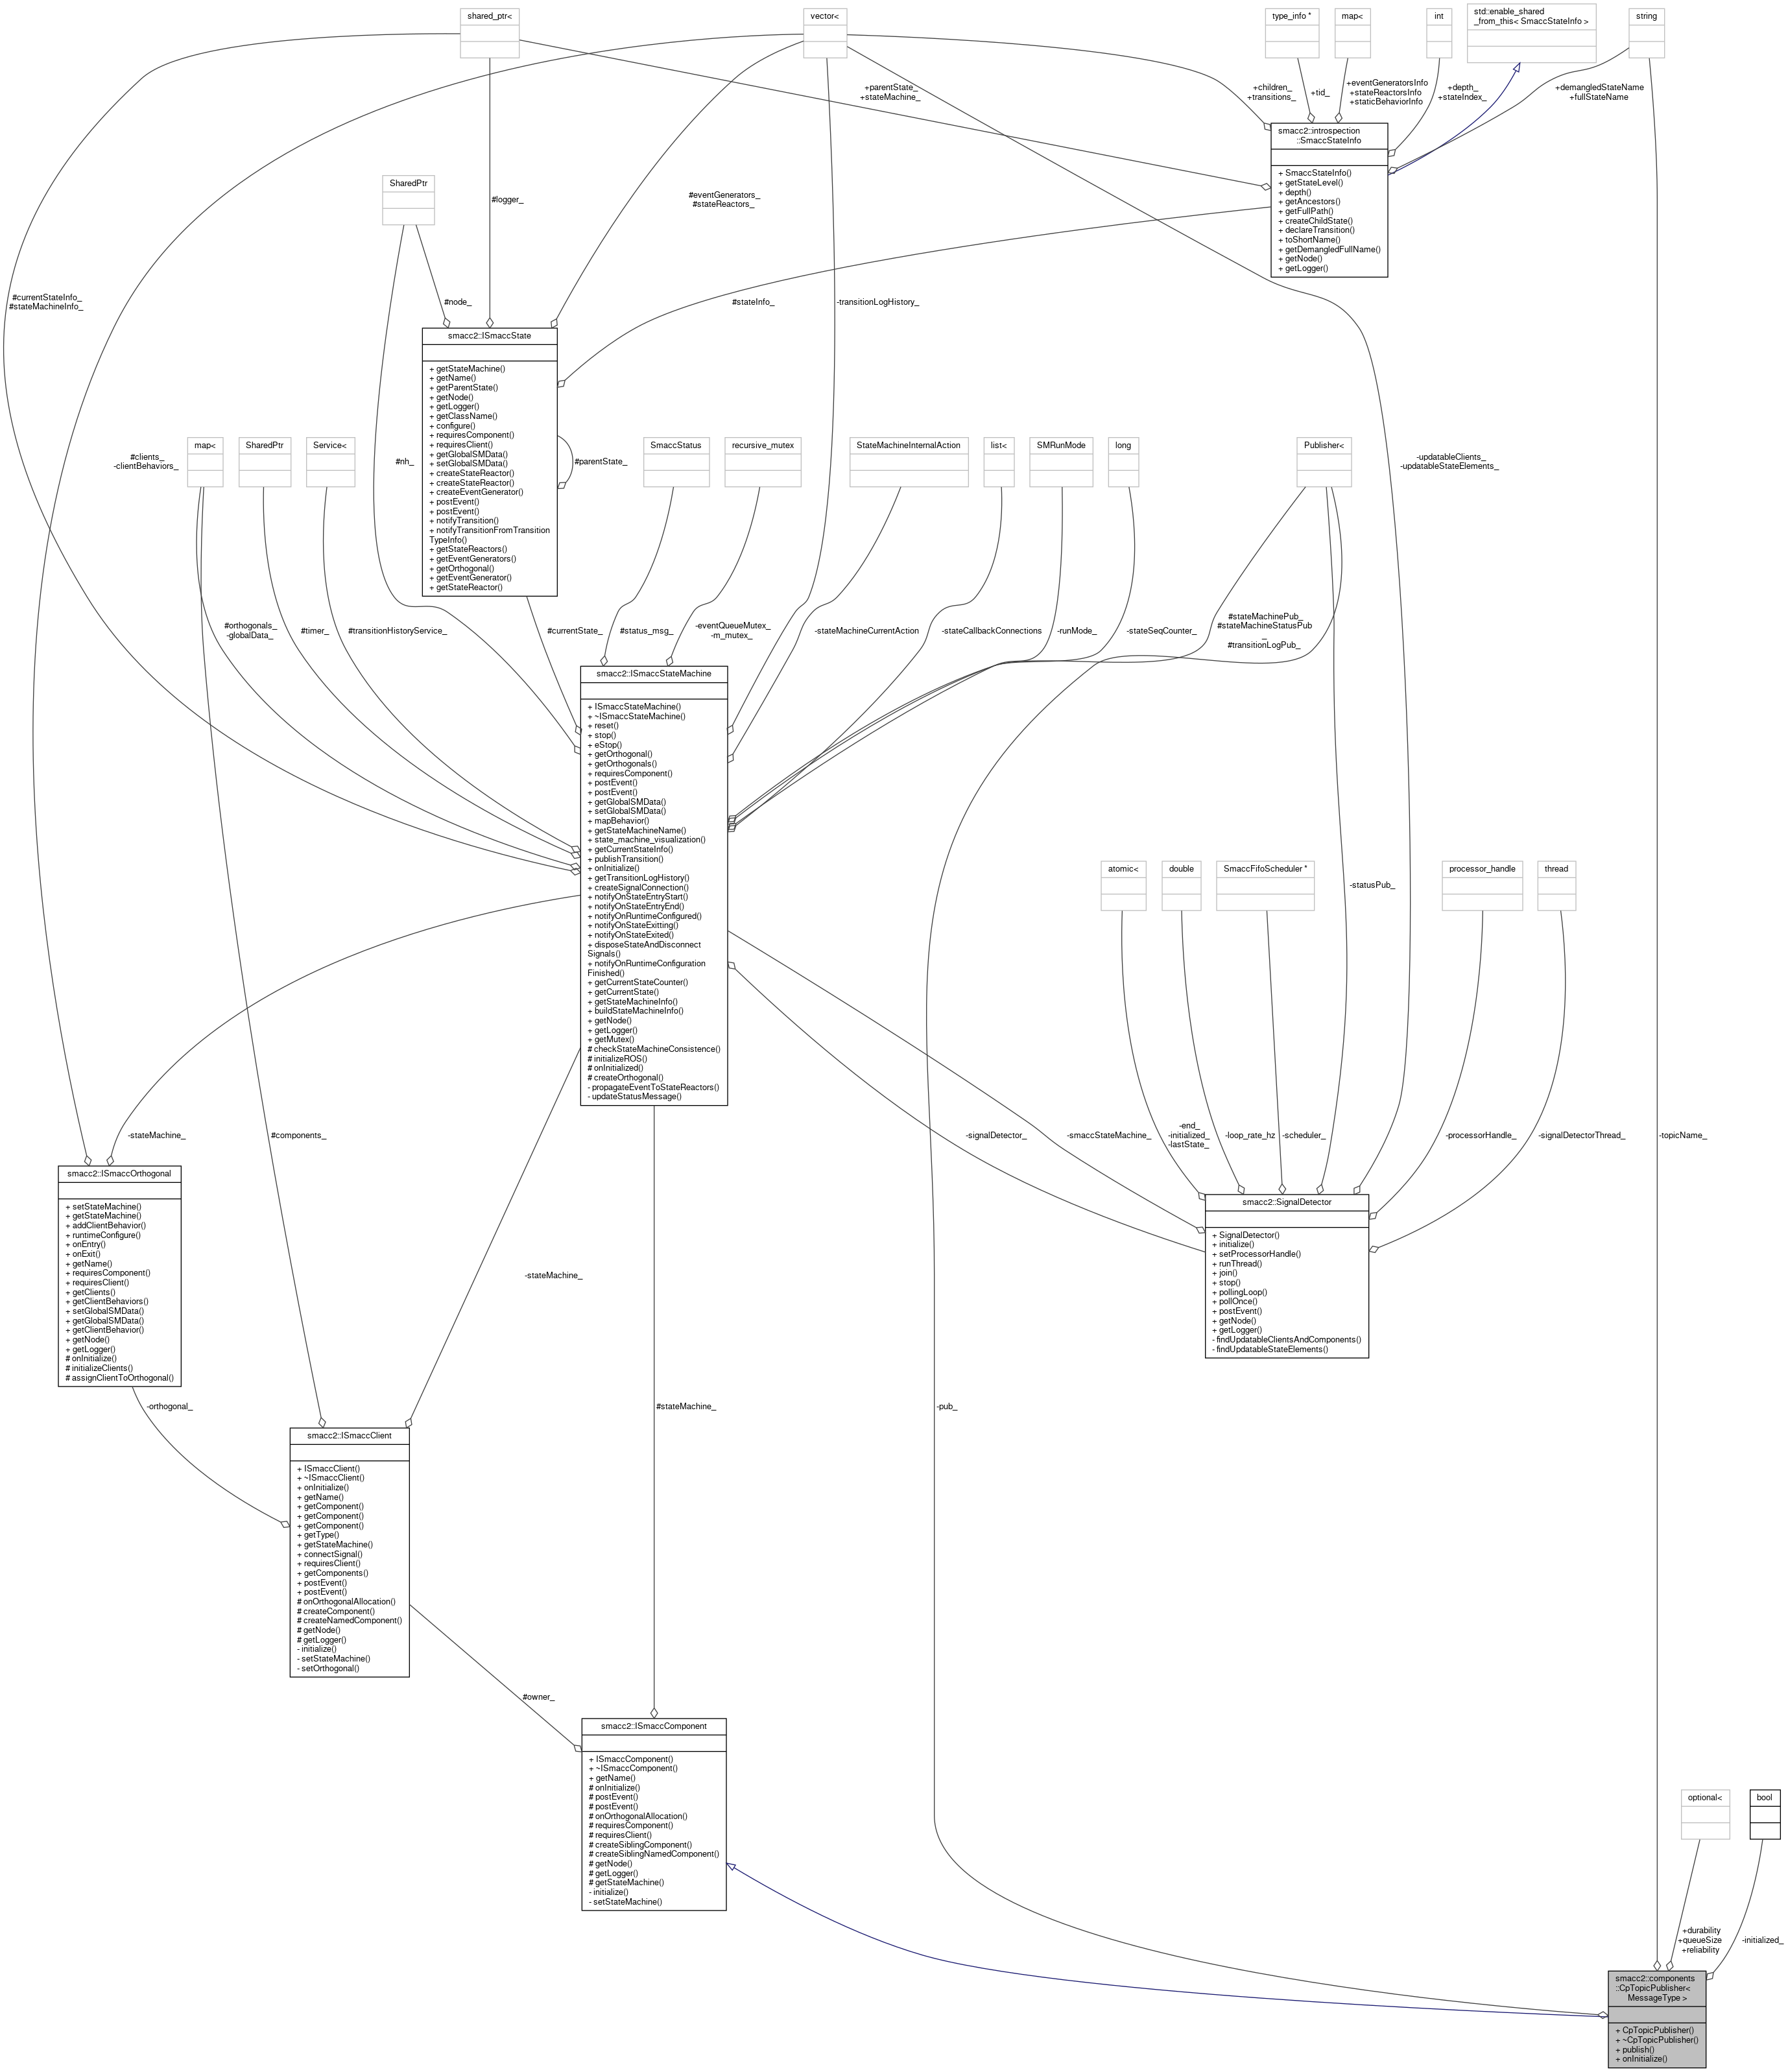 shared_ptr<
vector<
type_info *
map<
int
std::enable_shared
_from_this< SmaccStateInfo >
string
+parentState_
+stateMachine_
+children_
+transitions_
+tid_
+eventGeneratorsInfo
+stateReactorsInfo
+staticBehaviorInfo
+depth_
+stateIndex_
+demangledStateName
+fullStateName
smacc2::introspection
::SmaccStateInfo
+ SmaccStateInfo()
+ getStateLevel()
+ depth()
+ getAncestors()
+ getFullPath()
+ createChildState()
+ declareTransition()
+ toShortName()
+ getDemangledFullName()
+ getNode()
+ getLogger()
SharedPtr
#logger_
#eventGenerators_
#stateReactors_
#currentStateInfo_
#stateMachineInfo_
#node_
#stateInfo_
-transitionLogHistory_
smacc2::ISmaccState
+ getStateMachine()
+ getName()
+ getParentState()
+ getNode()
+ getLogger()
+ getClassName()
+ configure()
+ requiresComponent()
+ requiresClient()
+ getGlobalSMData()
+ setGlobalSMData()
+ createStateReactor()
+ createStateReactor()
+ createEventGenerator()
+ postEvent()
+ postEvent()
+ notifyTransition()
+ notifyTransitionFromTransition
TypeInfo()
+ getStateReactors()
+ getEventGenerators()
+ getOrthogonal()
+ getEventGenerator()
+ getStateReactor()
#parentState_
#clients_
-clientBehaviors_
map<
SharedPtr
Service<
#nh_
SmaccStatus
recursive_mutex
StateMachineInternalAction
list<
SMRunMode
long
Publisher<
-updatableClients_
-updatableStateElements_
#orthogonals_
-globalData_
#timer_
#transitionHistoryService_
#currentState_
#status_msg_
-eventQueueMutex_
-m_mutex_
-stateMachineCurrentAction
-stateCallbackConnections
-runMode_
-stateSeqCounter_
#stateMachinePub_
#stateMachineStatusPub
_
#transitionLogPub_
smacc2::ISmaccStateMachine
+ ISmaccStateMachine()
+ ~ISmaccStateMachine()
+ reset()
+ stop()
+ eStop()
+ getOrthogonal()
+ getOrthogonals()
+ requiresComponent()
+ postEvent()
+ postEvent()
+ getGlobalSMData()
+ setGlobalSMData()
+ mapBehavior()
+ getStateMachineName()
+ state_machine_visualization()
+ getCurrentStateInfo()
+ publishTransition()
+ onInitialize()
+ getTransitionLogHistory()
+ createSignalConnection()
+ notifyOnStateEntryStart()
+ notifyOnStateEntryEnd()
+ notifyOnRuntimeConfigured()
+ notifyOnStateExitting()
+ notifyOnStateExited()
+ disposeStateAndDisconnect
Signals()
+ notifyOnRuntimeConfiguration
Finished()
+ getCurrentStateCounter()
+ getCurrentState()
+ getStateMachineInfo()
+ buildStateMachineInfo()
+ getNode()
+ getLogger()
+ getMutex()
# checkStateMachineConsistence()
# initializeROS()
# onInitialized()
# createOrthogonal()
- propagateEventToStateReactors()
- updateStatusMessage()
atomic<
double
SmaccFifoScheduler *
processor_handle
thread
-statusPub_
-stateMachine_
#components_
-signalDetector_
-smaccStateMachine_
-end_
-initialized_
-lastState_
-loop_rate_hz
-scheduler_
-processorHandle_
-signalDetectorThread_
-topicName_
smacc2::ISmaccOrthogonal
+ setStateMachine()
+ getStateMachine()
+ addClientBehavior()
+ runtimeConfigure()
+ onEntry()
+ onExit()
+ getName()
+ requiresComponent()
+ requiresClient()
+ getClients()
+ getClientBehaviors()
+ setGlobalSMData()
+ getGlobalSMData()
+ getClientBehavior()
+ getNode()
+ getLogger()
# onInitialize()
# initializeClients()
# assignClientToOrthogonal()
smacc2::SignalDetector
+ SignalDetector()
+ initialize()
+ setProcessorHandle()
+ runThread()
+ join()
+ stop()
+ pollingLoop()
+ pollOnce()
+ postEvent()
+ getNode()
+ getLogger()
- findUpdatableClientsAndComponents()
- findUpdatableStateElements()
-stateMachine_
-orthogonal_
#stateMachine_
-pub_
smacc2::ISmaccClient
+ ISmaccClient()
+ ~ISmaccClient()
+ onInitialize()
+ getName()
+ getComponent()
+ getComponent()
+ getComponent()
+ getType()
+ getStateMachine()
+ connectSignal()
+ requiresClient()
+ getComponents()
+ postEvent()
+ postEvent()
# onOrthogonalAllocation()
# createComponent()
# createNamedComponent()
# getNode()
# getLogger()
- initialize()
- setStateMachine()
- setOrthogonal()
#owner_
smacc2::ISmaccComponent
+ ISmaccComponent()
+ ~ISmaccComponent()
+ getName()
# onInitialize()
# postEvent()
# postEvent()
# onOrthogonalAllocation()
# requiresComponent()
# requiresClient()
# createSiblingComponent()
# createSiblingNamedComponent()
# getNode()
# getLogger()
# getStateMachine()
- initialize()
- setStateMachine()
optional<
bool
+durability
+queueSize
+reliability
-initialized_
smacc2::components
::CpTopicPublisher<
MessageType >
+ CpTopicPublisher()
+ ~CpTopicPublisher()
+ publish()
+ onInitialize()